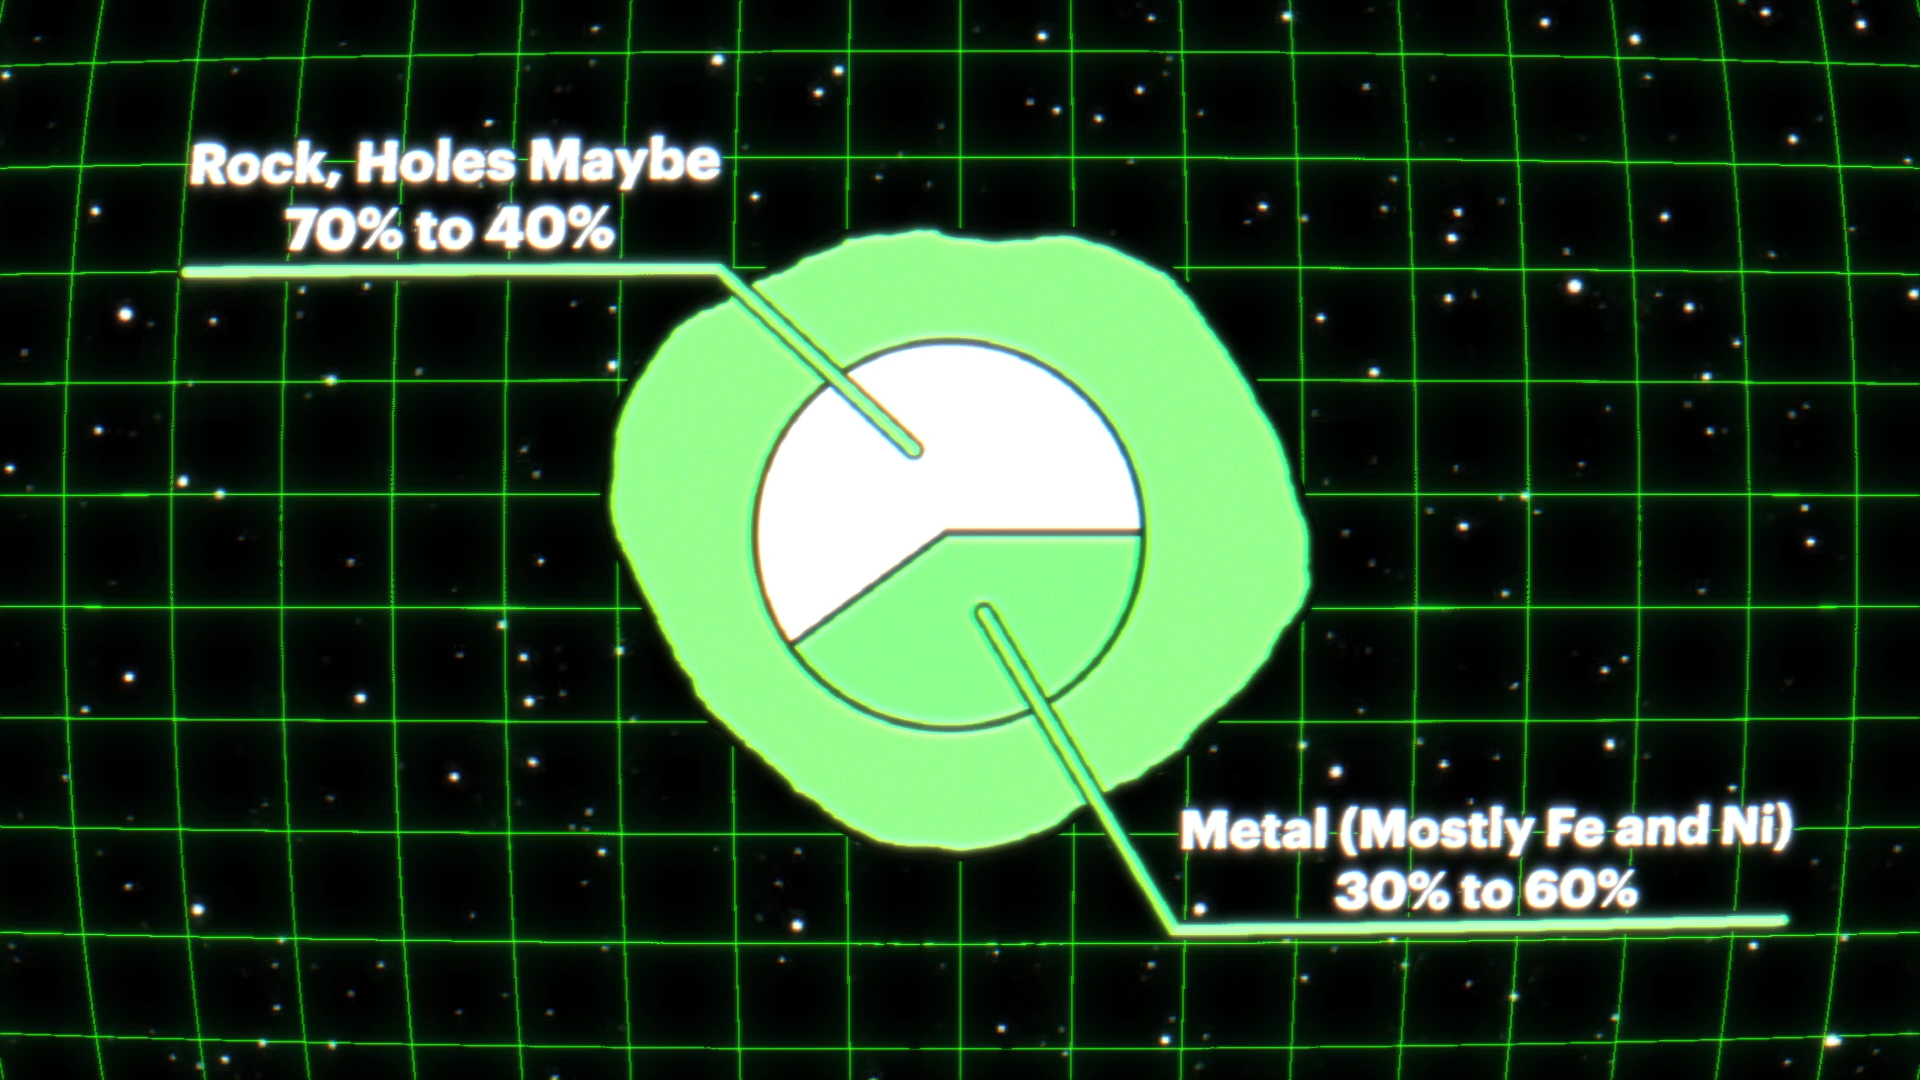 Rock, Holes Maybe
70% to 40%
Metal (Mostly Fe and Ni)
30% to 60%